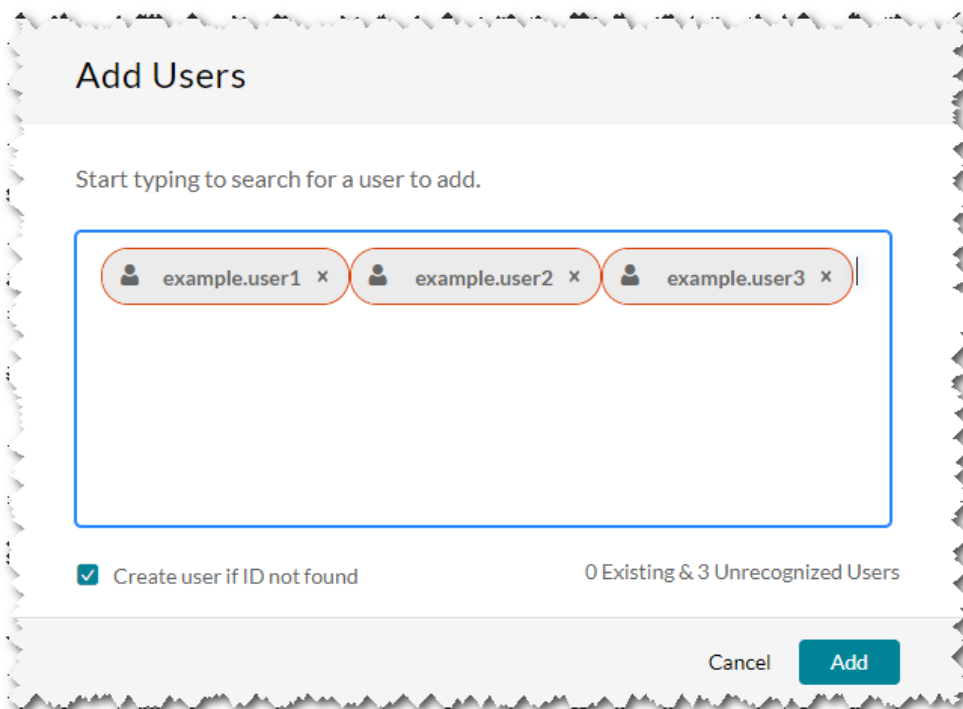 Add Users
Start typing to search for a user to add.
example.user1 × example.user2 × example.user3 ×
Create user if ID not found 0 Existing & 3 Unrecognized Users
Cancel Add